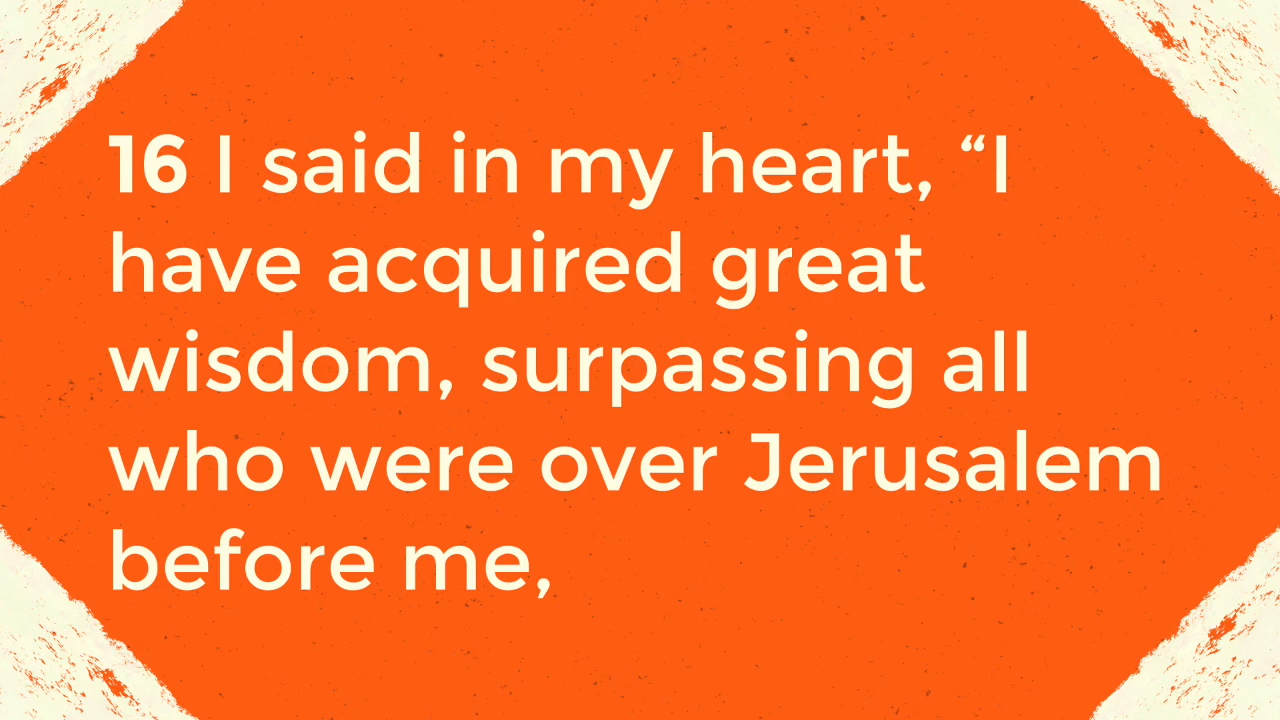 16 I said in my heart, “I
have acquired great
wisdom, surpassing all
who were over Jerusalem
before me,